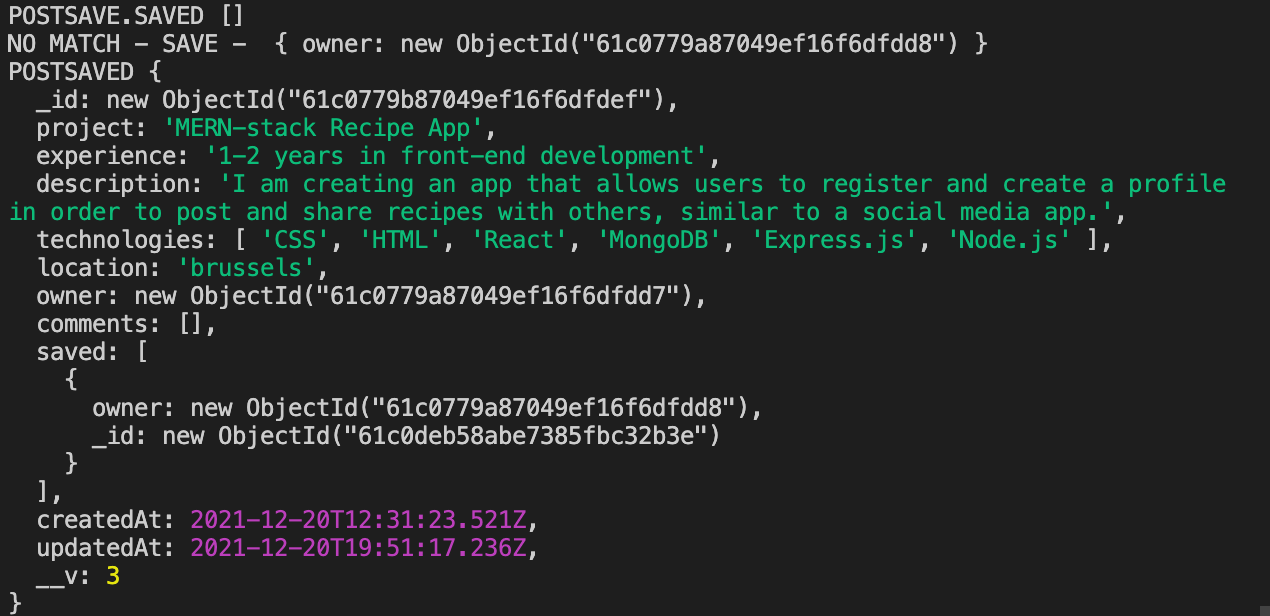 POSTSAVE.SAVED []
NO MATCH - SAVE -  { owner: new ObjectId("61c0779a87049ef16f6dfdd8") }
POSTSAVED {
  _id: new ObjectId("61c0779b87049ef16f6dfdef"),
  project: 'MERN-stack Recipe App',
  experience: '1-2 years in front-end development',
  description: 'I am creating an app that allows users to register and create a profile
in order to post and share recipes with others, similar to a social media app.',
  technologies: [ 'CSS', 'HTML', 'React', 'MongoDB', 'Express.js', 'Node.js' ],
  location: 'brussels',
  owner: new ObjectId("61c0779a87049ef16f6dfdd7"),
  comments: [],
  saved: [
    {
      owner: new ObjectId("61c0779a87049ef16f6dfdd8"),
      _id: new ObjectId("61c0deb58abe7385fbc32b3e")
    }
  ],
  createdAt: 2021-12-20T12:31:23.521Z,
  updatedAt: 2021-12-20T19:51:17.236Z,
  __v: 3
}